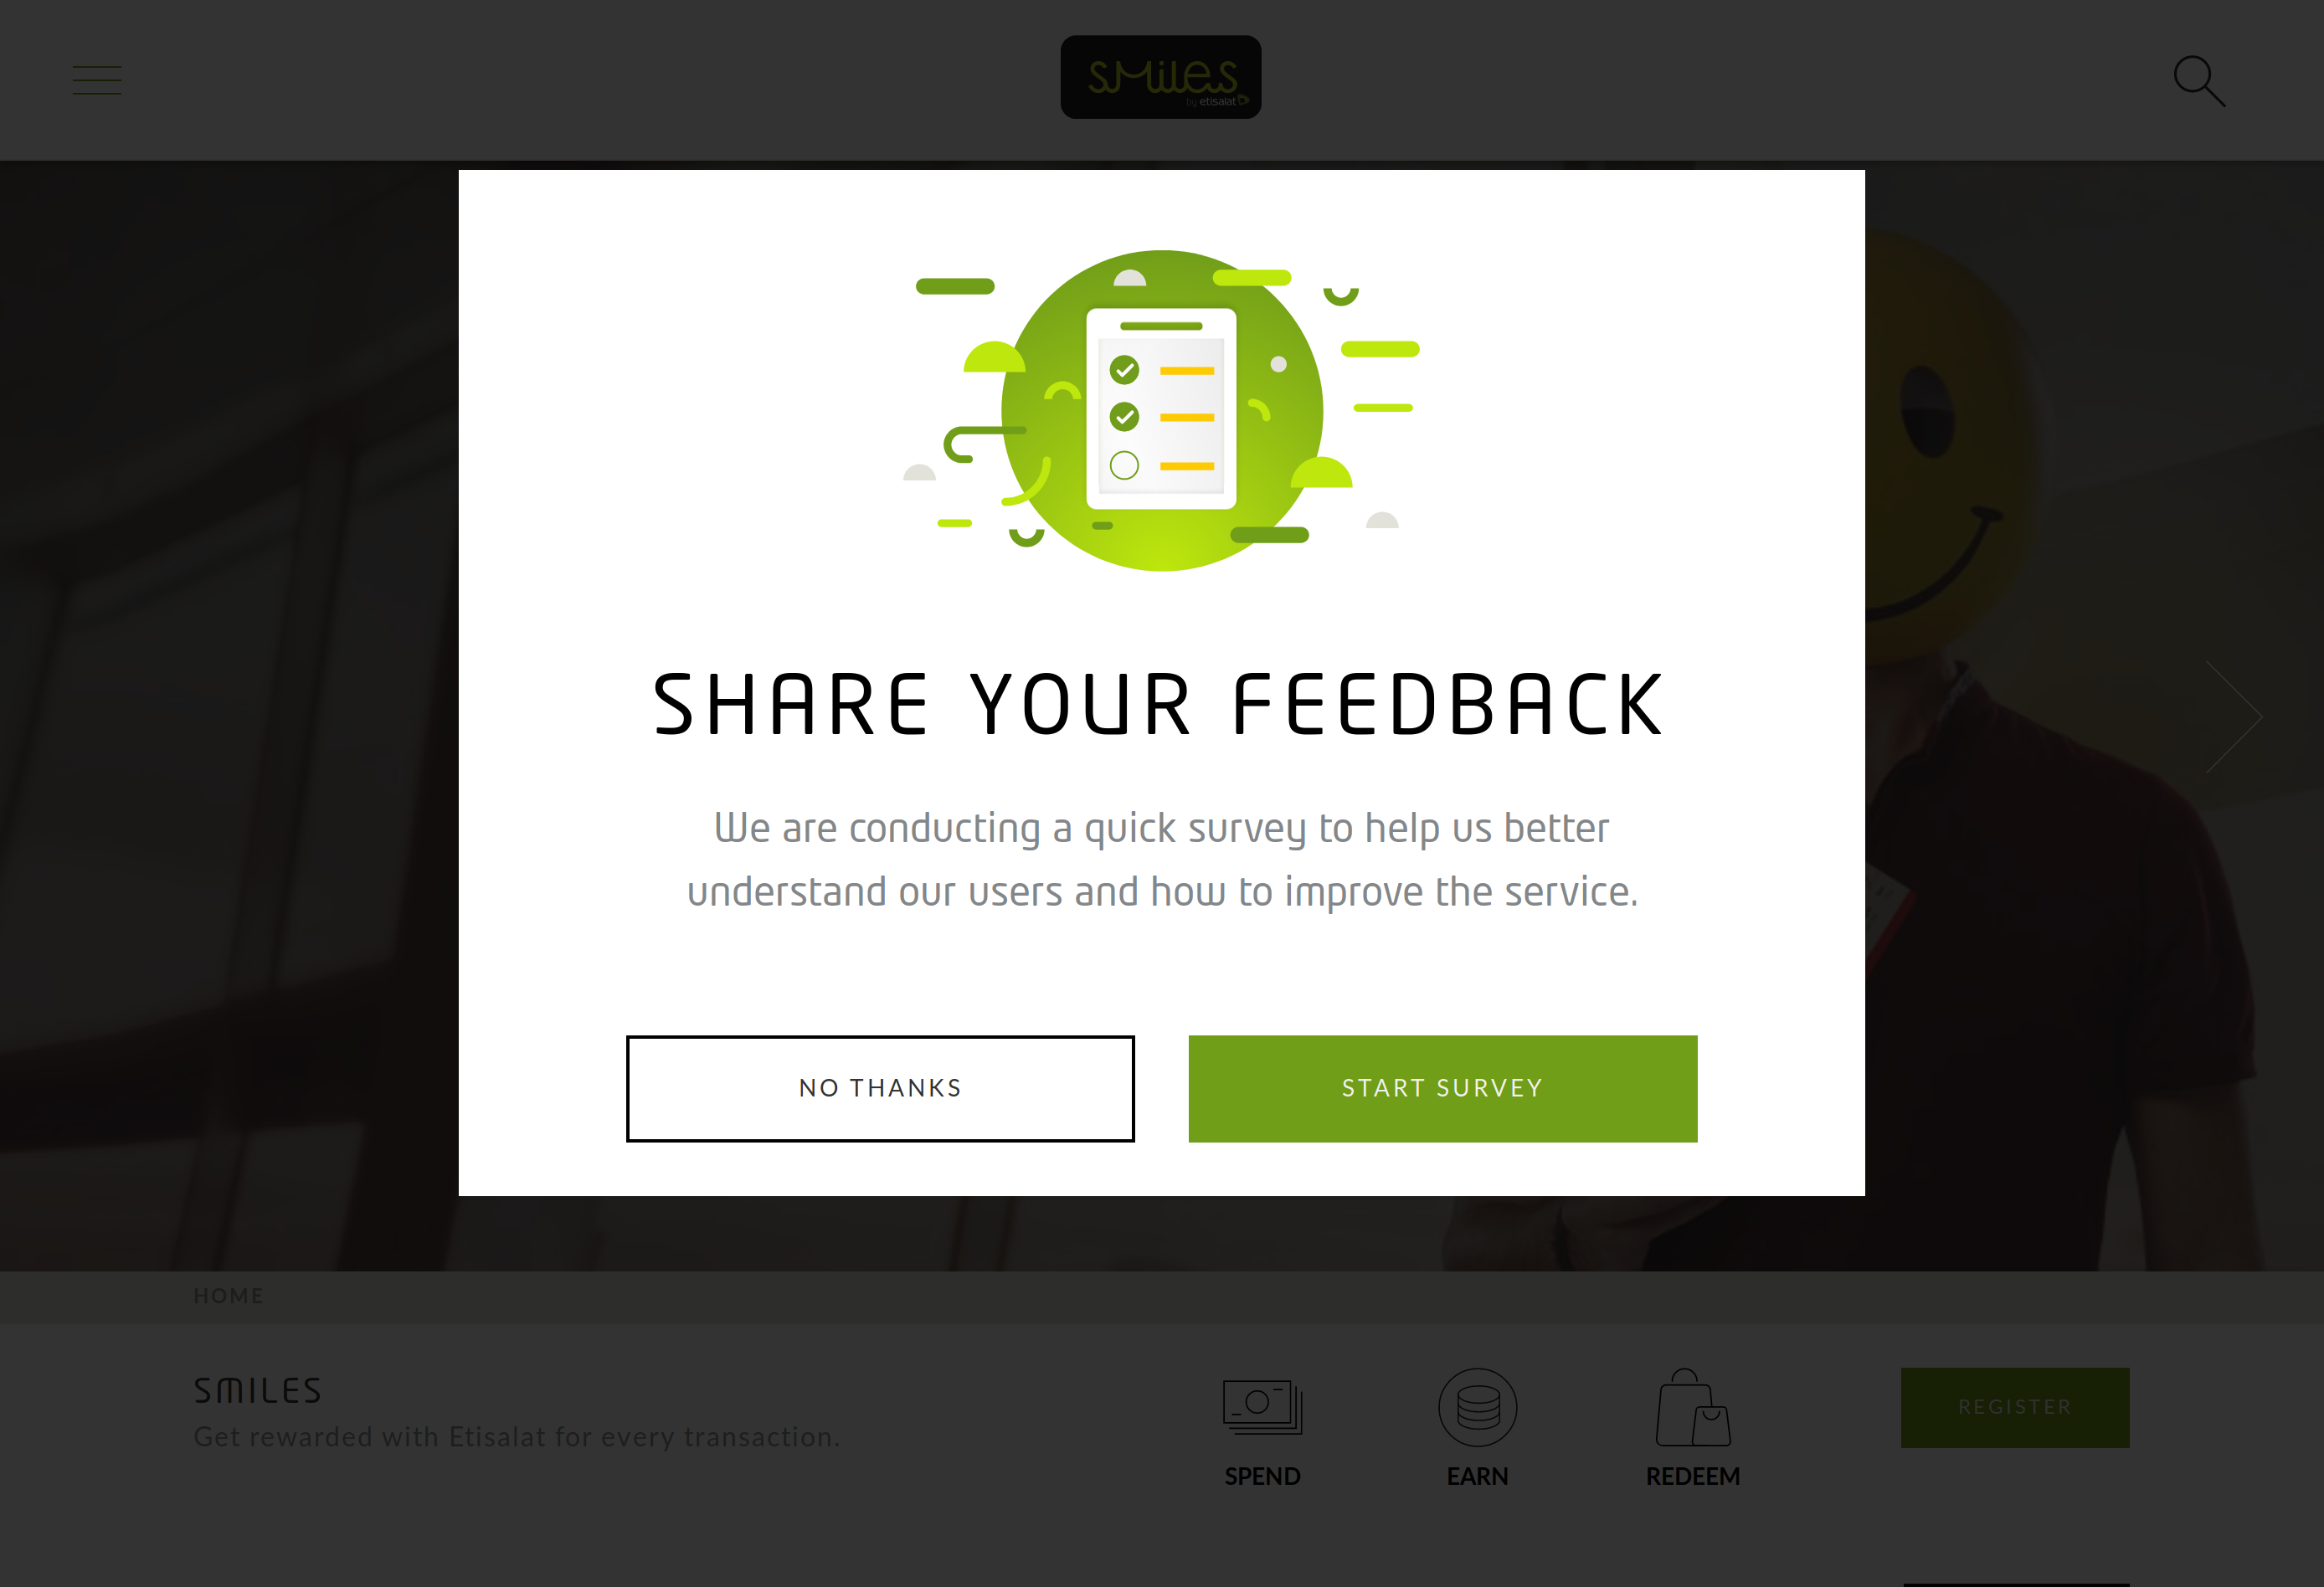 smiles
by etisalat
SHARE YOUR FEEDBACK
We are conducting a quick survey to help us better
understand our users and how to improve the service.
NO THANKS
START SURVEY
HOME
SMILES
Get rewarded with Etisalat for every transaction.
SPEND
EARN
REDEEM
REGISTER